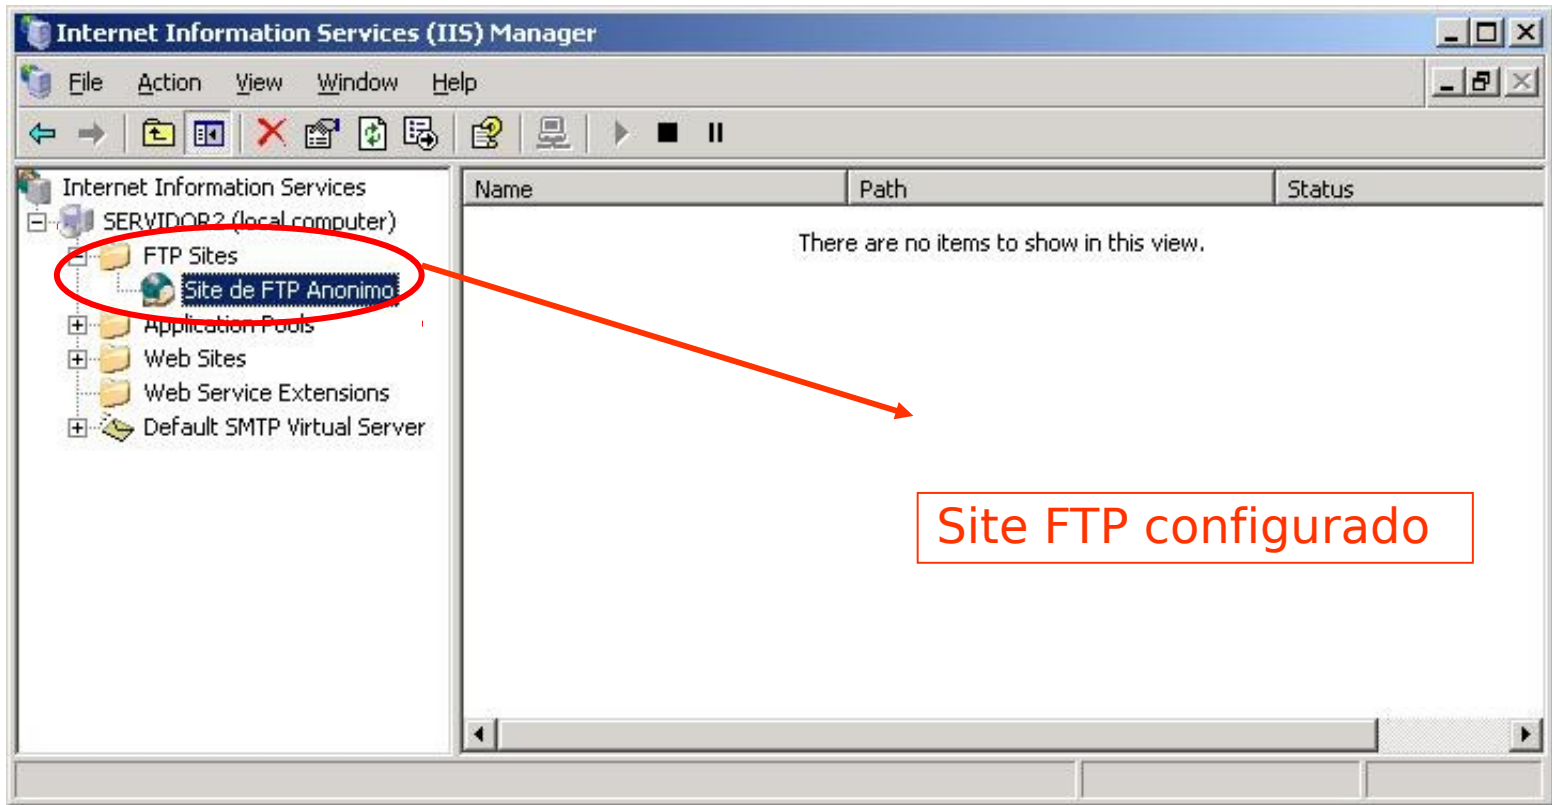 Internet Information Services (IIS) Manager
File Action View Window Help
Internet Information Services
SERVIDOR2 (local computer)
FTP Sites
Site de FTP Anonimo
Application Pools
Web Sites
Web Service Extensions
Default SMTP Virtual Server
Name Path Status
There are no items to show in this view.
Site FTP configurado